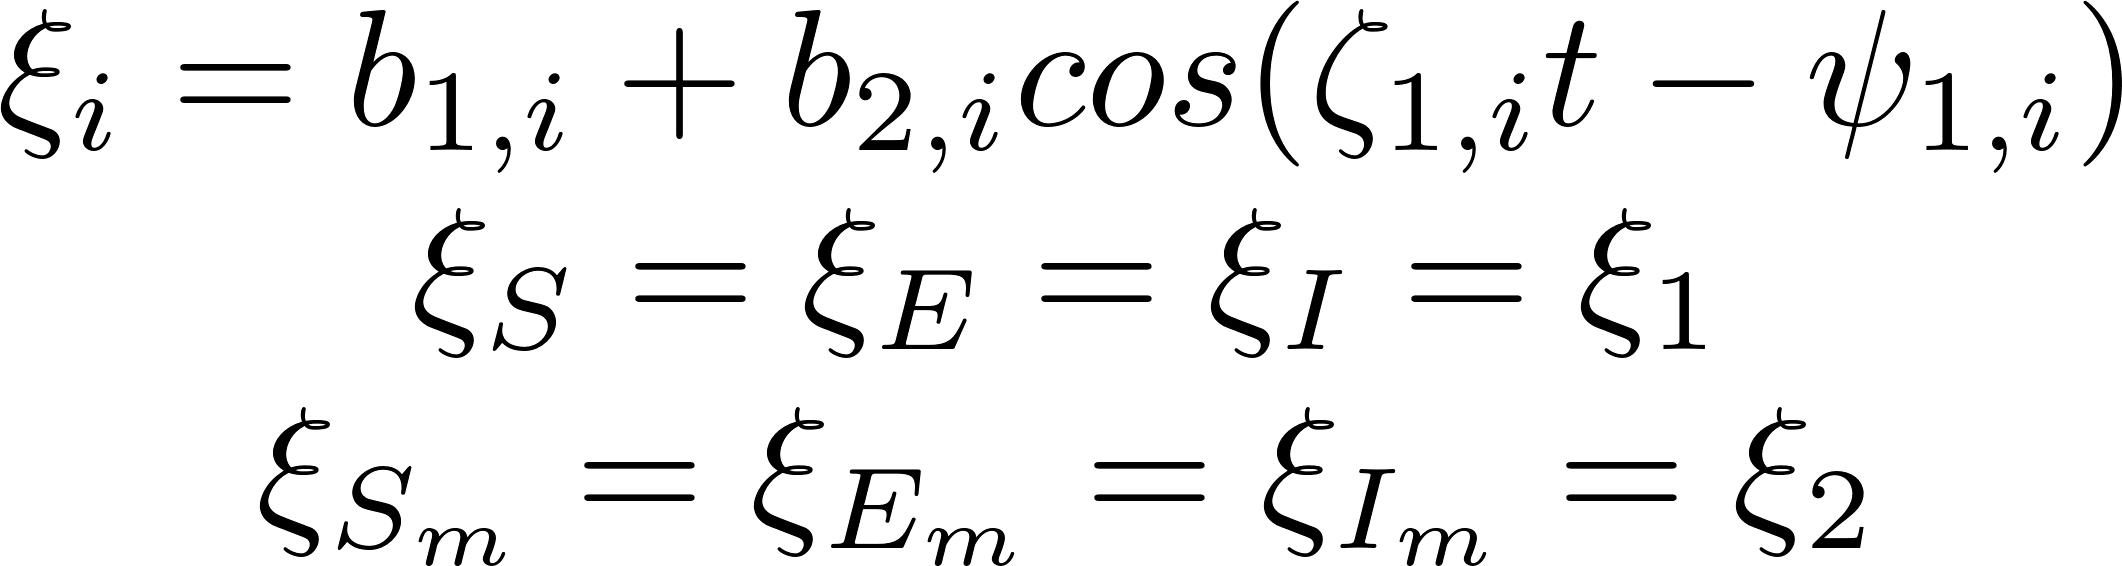 ξ_i = b_{1,i} + b_{2,i}cos(ζ_{1,i}t − ψ_{1,i})
ξ_S = ξ_E = ξ_I = ξ_1
ξ_{S_m} = ξ_{E_m} = ξ_{I_m} = ξ_2